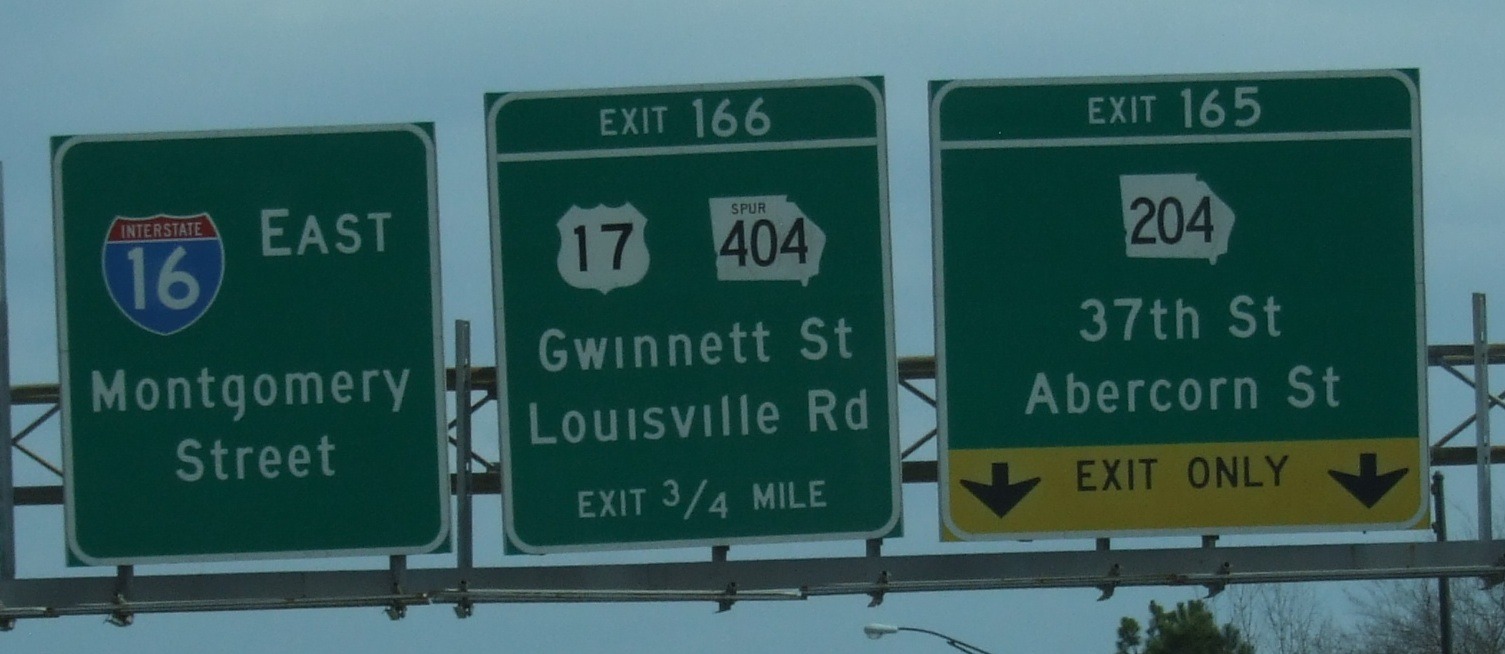 INTERSTATE
16
EAST
Montgomery
Street
EXIT 166
17
SPUR
404
Gwinnett St
Louisville Rd
EXIT 3/4 MILE
EXIT 165
204
37th St
Abercorn St
EXIT ONLY